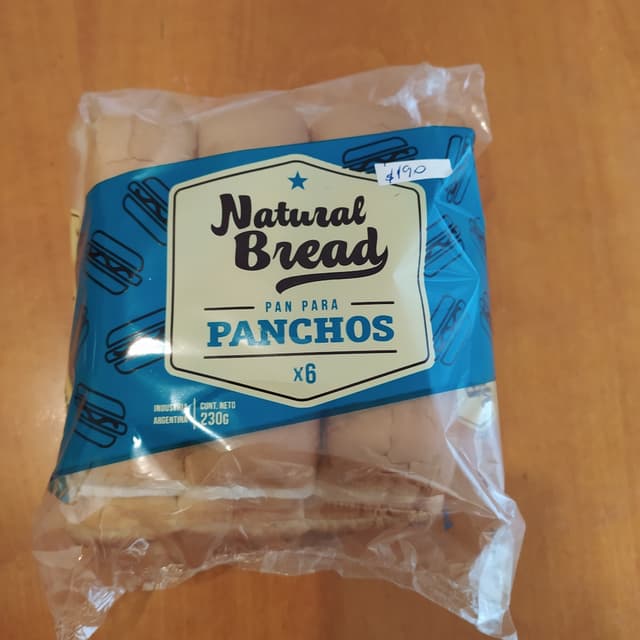 $190
Natural
Bread
PAN PARA
PANCHOS
x6
INDUSTRIA
ARGENTINA
CONT. NETO
230G